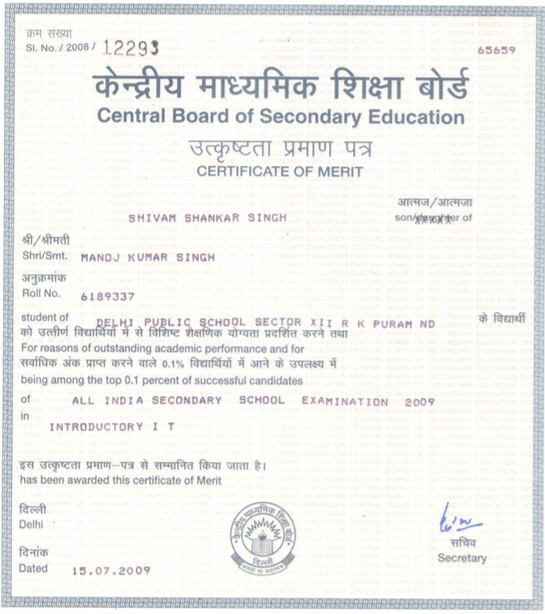 क्रम संख्या
Sl. No. / 2008 / 12293
65659
केन्द्रीय माध्यमिक शिक्षा बोर्ड
Central Board of Secondary Education
उत्कृष्टता प्रमाण पत्र
CERTIFICATE OF MERIT
आत्मज/आत्मजा
SHIVAM SHANKAR SINGH son/daughter of
श्री/श्रीमती
Shri/Smt. MANOJ KUMAR SINGH
अनुक्रमांक
Roll No. 6189337
student of DELHI PUBLIC SCHOOL SECTOR XII R K PURAM ND के विद्यार्थी
को उत्तीर्ण विद्यार्थियों में से विशिष्ट शैक्षणिक योग्यता प्रदर्शित करने तथा
For reasons of outstanding academic performance and for
सर्वाधिक अंक प्राप्त करने वाले 0.1% विद्यार्थियों में आने के उपलक्ष्य में
being among the top 0.1 percent of successful candidates
of ALL INDIA SECONDARY SCHOOL EXAMINATION 2009
in
INTRODUCTORY I T
इस उत्कृष्टता प्रमाण-पत्र से सम्मानित किया जाता है।
has been awarded this certificate of Merit
दिल्ली
Delhi
दिनांक
Dated 15.07.2009
केन्द्रीय माध्यमिक शिक्षा बोर्ड
दिल्ली
सचिव
Secretary